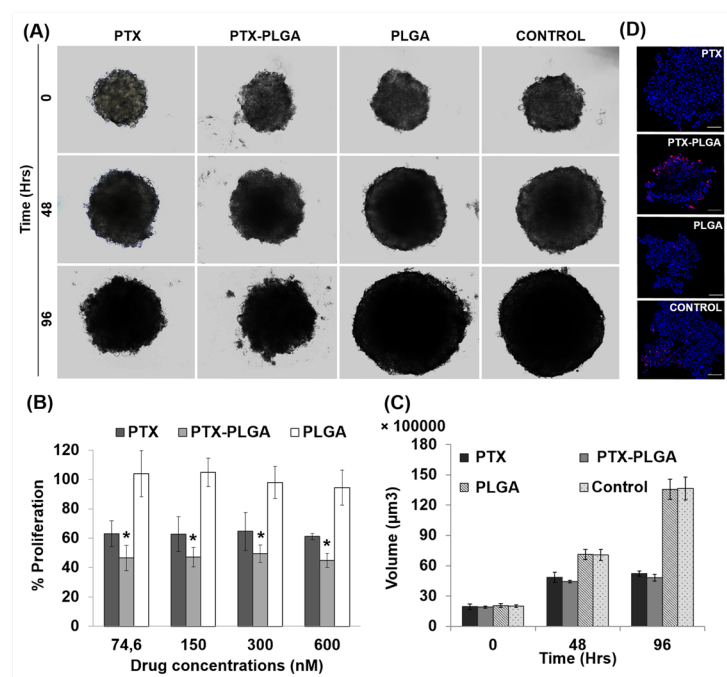 (A)
PTX PTX-PLGA PLGA CONTROL
Time (Hrs)
0
48
96
(D)
PTX
PTX-PLGA
PLGA
CONTROL
(B)
PTX PTX-PLGA PLGA
120
100
80
60
40
20
0
% Proliferation
* * * *
74,6 150 300 600
Drug concentrations (nM)
(C)
× 100000
180
150
120
90
60
30
0
Volume (µm3)
PTX PTX-PLGA
PLGA Control
0 48 96
Time (Hrs)